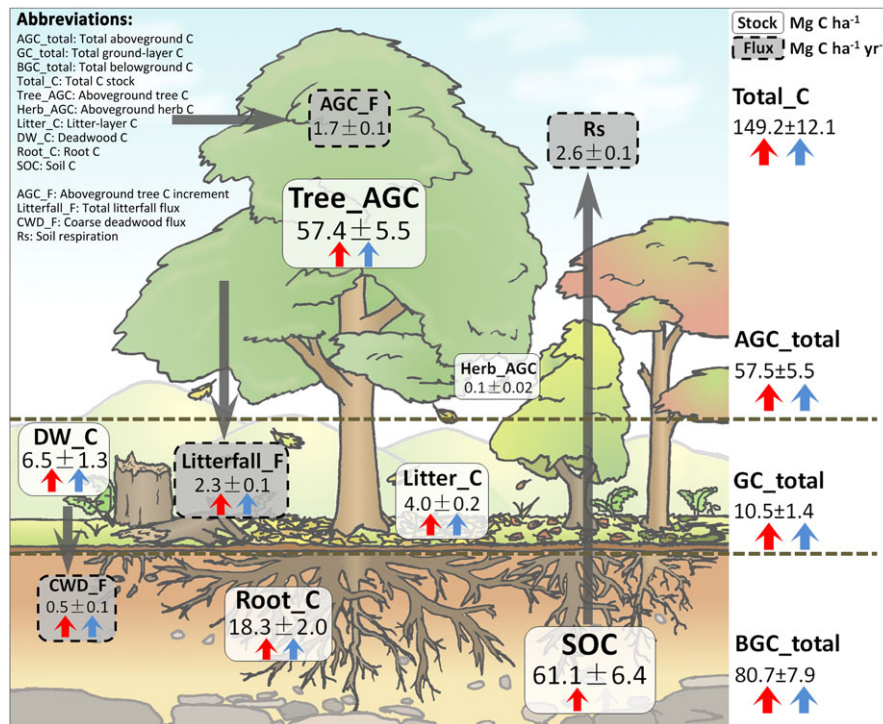 Abbreviations:
AGC_total: Total aboveground C
GC_total: Total ground-layer C
BGC_total: Total belowground C
Total_C: Total C stock
Tree_AGC: Aboveground tree C
Herb_AGC: Aboveground herb C
Litter_C: Litter-layer C
DW_C: Deadwood C
Root_C: Root C
SOC: Soil C
AGC_F: Aboveground tree C increment
Litterfall_F: Total litterfall flux
CWD_F: Coarse deadwood flux
Rs: Soil respiration
Stock Mg C ha⁻¹
Flux Mg C ha⁻¹ yr⁻
AGC_F
1.7±0.1
Rs
2.6±0.1
Total_C
149.2±12.1
Tree_AGC
57.4±5.5
Herb_AGC
0.1±0.02
AGC_total
57.5±5.5
DW_C
6.5±1.3
Litterfall_F
2.3±0.1
Litter_C
4.0±0.2
GC_total
10.5±1.4
CWD_F
0.5±0.1
Root_C
18.3±2.0
SOC
61.1±6.4
BGC_total
80.7±7.9